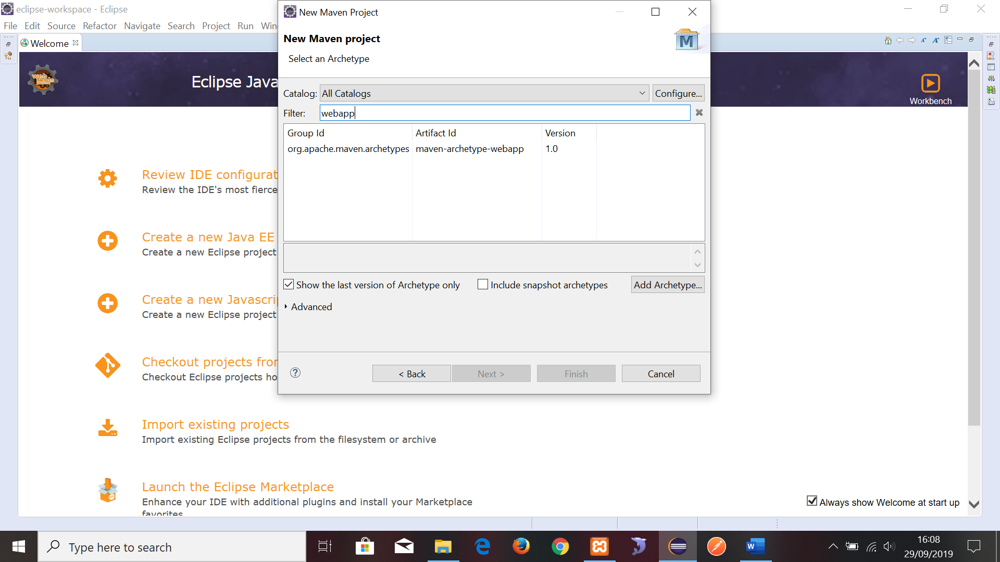 eclipse-workspace - Eclipse
File Edit Source Refactor Navigate Search Project Run
Welcome
web tools
Eclipse Java
Workbench
Review IDE configurat
Review the IDE's most fierce
Create a new Java EE
Create a new Eclipse project
Create a new Javascri
Create a new Eclipse project
Checkout projects fro
Checkout Eclipse projects ho
Import existing projects
Import existing Eclipse projects from the filesystem or archive
Launch the Eclipse Marketplace
Enhance your IDE with additional plugins and install your Marketplace
favorites
Always show Welcome at start up
New Maven Project
New Maven project
M
Select an Archetype
Catalog: All Catalogs Configure...
Filter: webapp
Group Id Artifact Id Version
org.apache.maven.archetypes maven-archetype-webapp 1.0
Show the last version of Archetype only Include snapshot archetypes Add Archetype...
Advanced
? < Back Next > Finish Cancel
Type here to search
W
16:08
29/09/2019